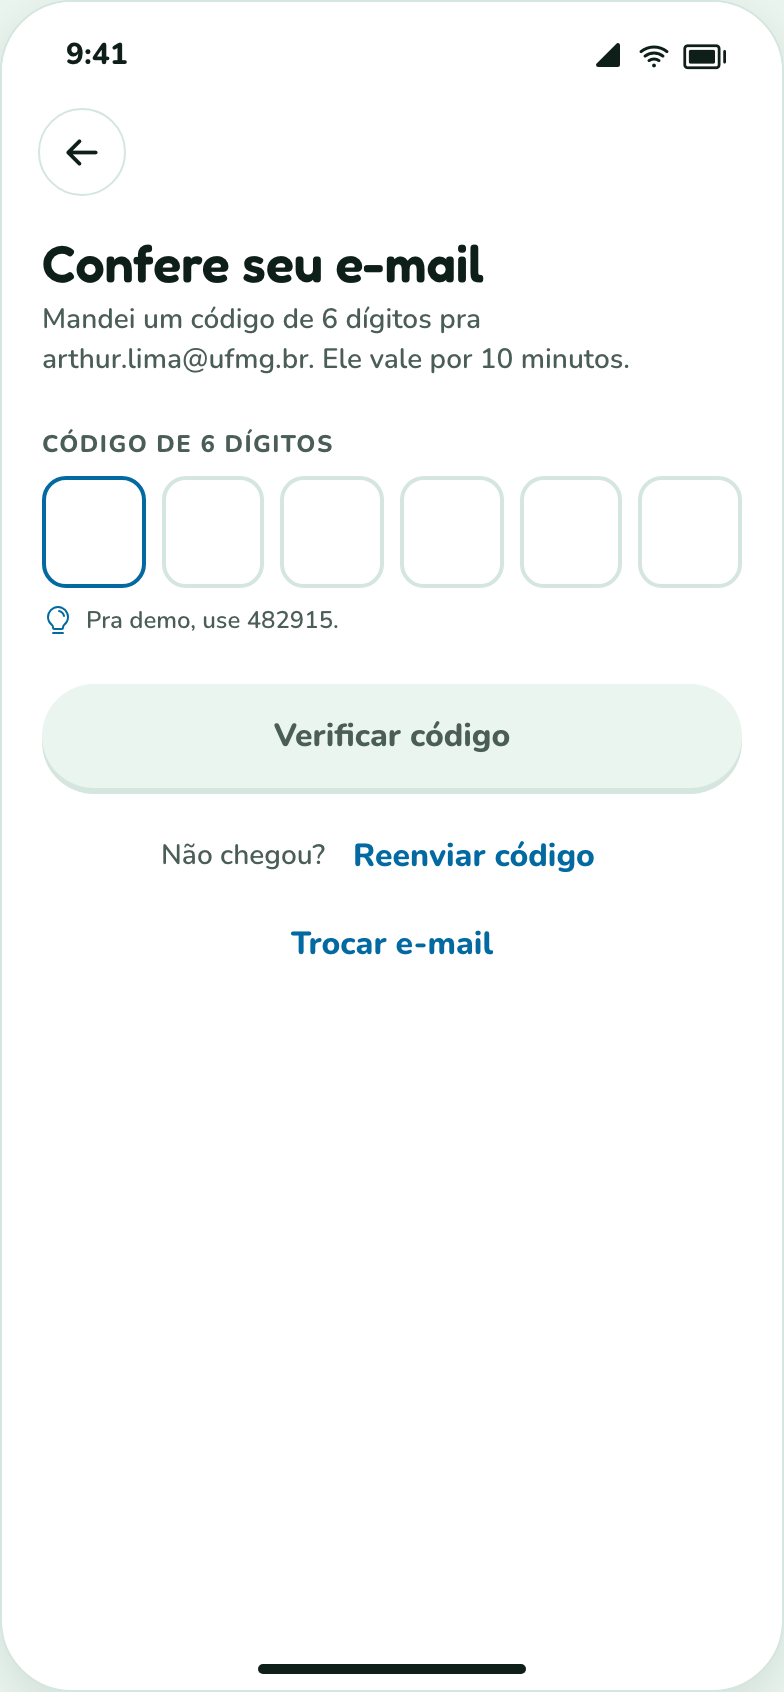 9:41
Confere seu e-mail
Mandei um código de 6 dígitos pra
arthur.lima@ufmg.br. Ele vale por 10 minutos.
CÓDIGO DE 6 DÍGITOS
Pra demo, use 482915.
Verificar código
Não chegou? Reenviar código
Trocar e-mail